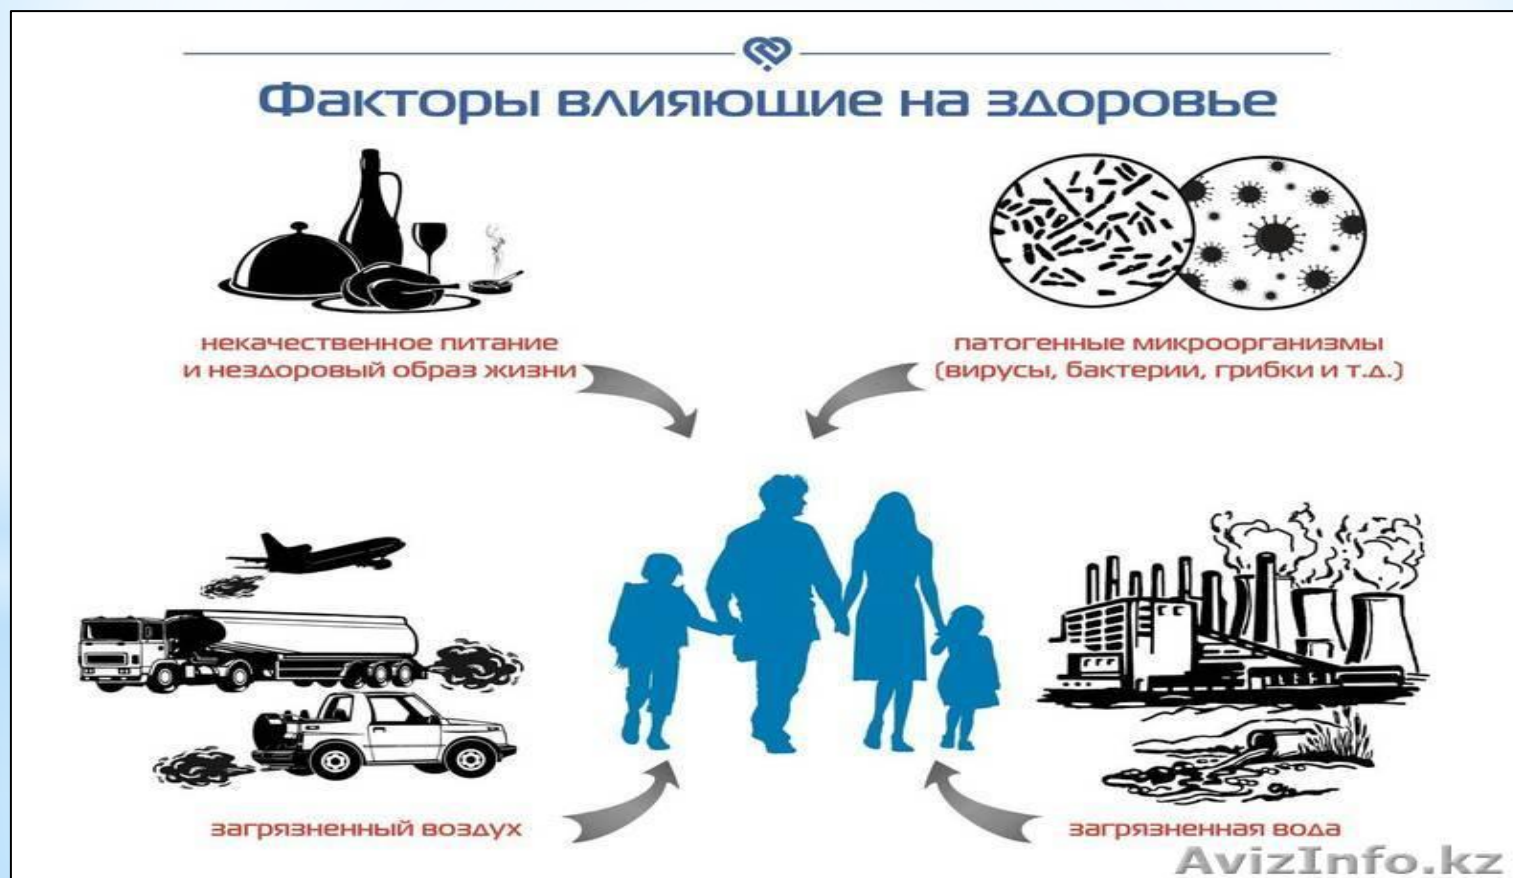 Факторы влияющие на здоровье
некачественное питание
и нездоровый образ жизни
патогенные микроорганизмы
(вирусы, бактерии, грибки и т.д.)
загрязненный воздух
загрязненная вода
AvizInfo.kz